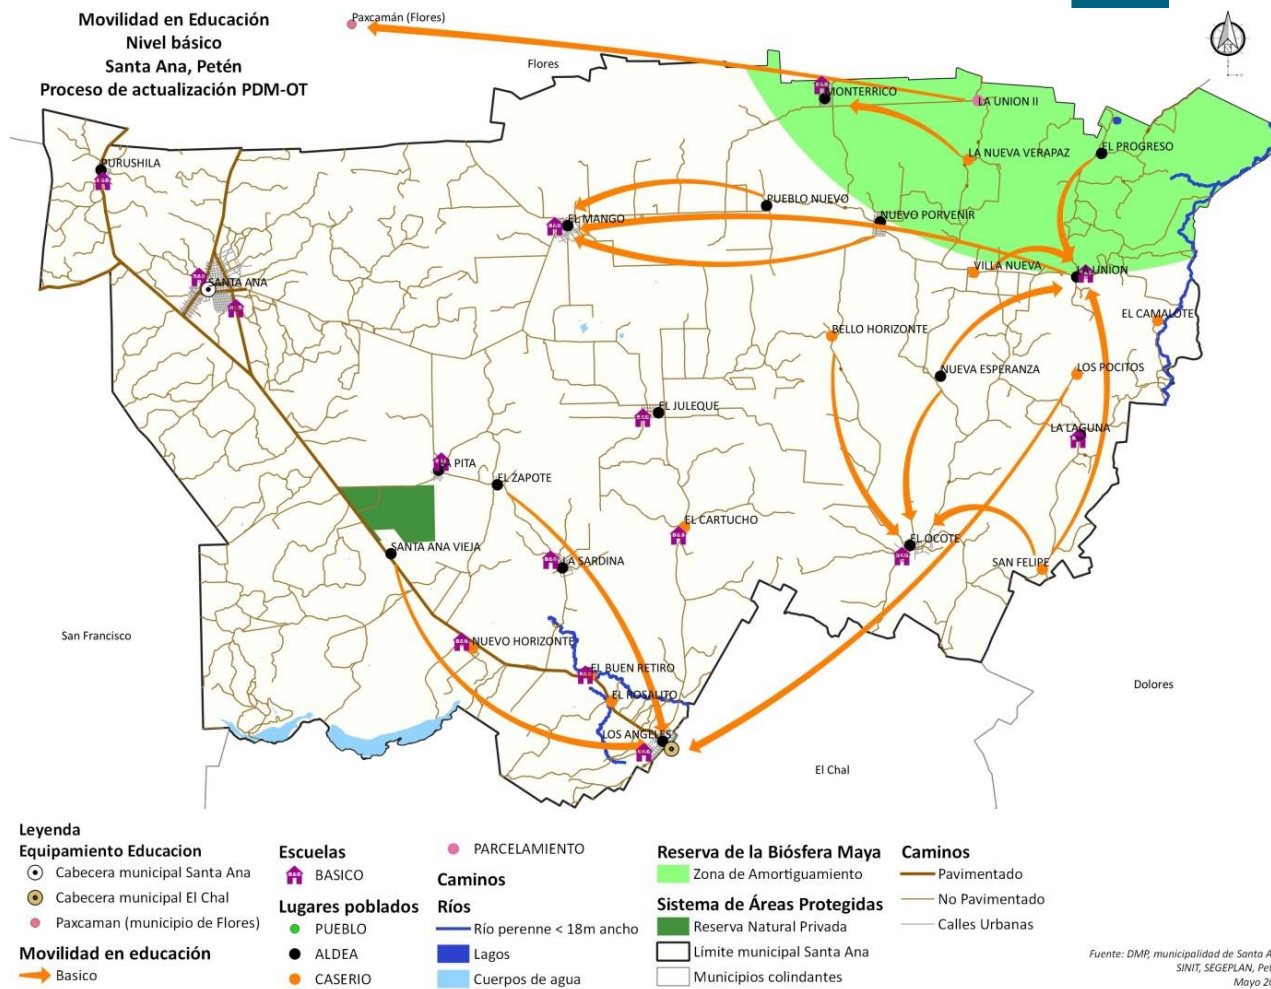 Movilidad en Educación
Nivel básico
Santa Ana, Petén
Proceso de actualización PDM-OT
Paxcamán (Flores)
Flores
MONTERRICO
LA UNION II
LA NUEVA VERAPAZ
EL PROGRESO
PURUSHILA
PUEBLO NUEVO
EL MANGO
NUEVO PORVENIR
VILLA NUEVA
LA UNION
SANTA ANA
EL CAMALOTE
BELLO HORIZONTE
NUEVA ESPERANZA
LOS POCITOS
EL JULEQUE
LA LAGUNA
LA PITA
EL ZAPOTE
EL CARTUCHO
EL OCOTE
SANTA ANA VIEJA
LA SARDINA
SAN FELIPE
San Francisco
NUEVO HORIZONTE
EL BUEN RETIRO
EL ROSALITO
LOS ANGELES
Dolores
El Chal
Leyenda
Equipamiento Educacion
Cabecera municipal Santa Ana
Cabecera municipal El Chal
Paxcaman (municipio de Flores)
Movilidad en educación
Basico
Escuelas
BASICO
Lugares poblados
PUEBLO
ALDEA
CASERIO
PARCELAMIENTO
Caminos
Ríos
Río perenne < 18m ancho
Lagos
Cuerpos de agua
Reserva de la Biósfera Maya
Zona de Amortiguamiento
Sistema de Áreas Protegidas
Reserva Natural Privada
Límite municipal Santa Ana
Municipios colindantes
Caminos
Pavimentado
No Pavimentado
Calles Urbanas
Fuente: DMP, municipalidad de Santa A
SINIT, SEGEPLAN, Pet
Mayo 20